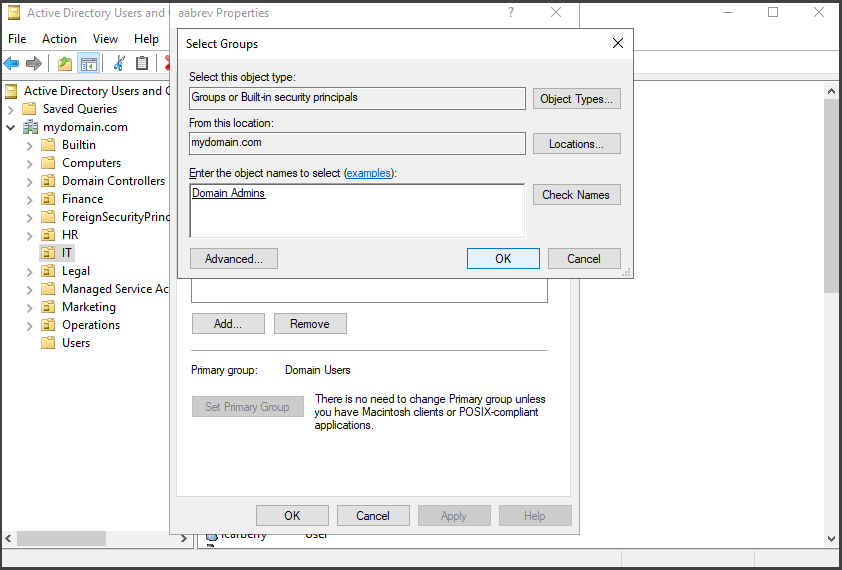 Active Directory Users and C
aabrev Properties
?
File Action View Help
Select Groups
Select this object type:
Groups or Built-in security principals
Object Types...
From this location:
mydomain.com
Locations...
Enter the object names to select (examples):
Domain Admins
Check Names
Advanced...
OK
Cancel
Active Directory Users and C
Saved Queries
mydomain.com
Builtin
Computers
Domain Controllers
Finance
ForeignSecurityPrinc
HR
IT
Legal
Managed Service Ac
Marketing
Operations
Users
Add...
Remove
Primary group: Domain Users
Set Primary Group
There is no need to change Primary group unless
you have Macintosh clients or POSIX-compliant
applications.
OK
Cancel
Apply
Help